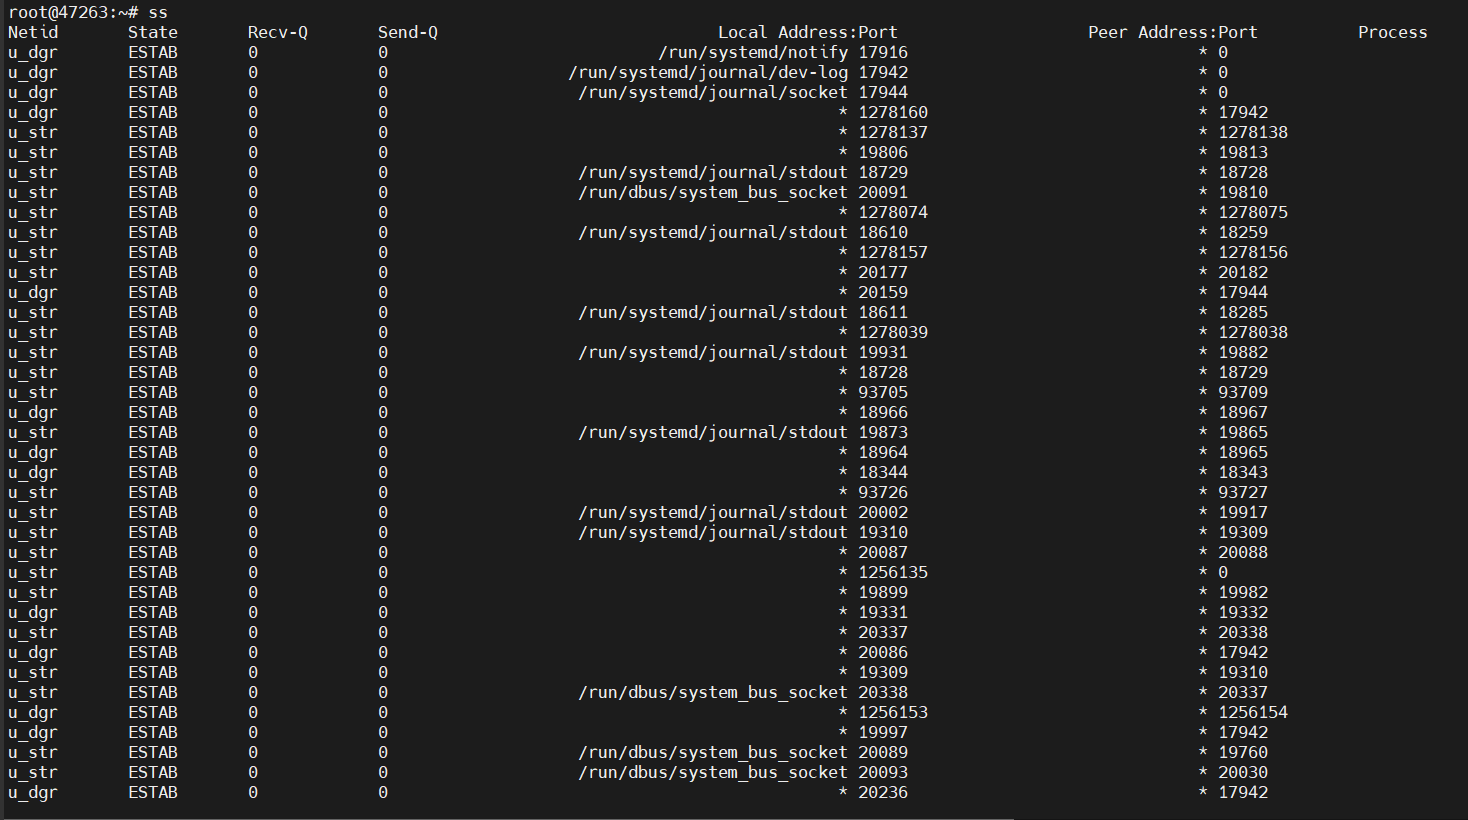 root@47263:~# ss
Netid State Recv-Q Send-Q Local Address:Port Peer Address:Port Process
u_dgr ESTAB 0 0 /run/systemd/notify 17916 * 0
u_dgr ESTAB 0 0 /run/systemd/journal/dev-log 17942 * 0
u_dgr ESTAB 0 0 /run/systemd/journal/socket 17944 * 0
u_dgr ESTAB 0 0 * 1278160 * 17942
u_str ESTAB 0 0 * 1278137 * 1278138
u_str ESTAB 0 0 * 19806 * 19813
u_str ESTAB 0 0 /run/systemd/journal/stdout 18729 * 18728
u_str ESTAB 0 0 /run/dbus/system_bus_socket 20091 * 19810
u_str ESTAB 0 0 * 1278074 * 1278075
u_str ESTAB 0 0 /run/systemd/journal/stdout 18610 * 18259
u_str ESTAB 0 0 * 1278157 * 1278156
u_str ESTAB 0 0 * 20177 * 20182
u_dgr ESTAB 0 0 * 20159 * 17944
u_str ESTAB 0 0 /run/systemd/journal/stdout 18611 * 18285
u_str ESTAB 0 0 * 1278039 * 1278038
u_str ESTAB 0 0 /run/systemd/journal/stdout 19931 * 19882
u_str ESTAB 0 0 * 18728 * 18729
u_str ESTAB 0 0 * 93705 * 93709
u_dgr ESTAB 0 0 * 18966 * 18967
u_str ESTAB 0 0 /run/systemd/journal/stdout 19873 * 19865
u_dgr ESTAB 0 0 * 18964 * 18965
u_dgr ESTAB 0 0 * 18344 * 18343
u_str ESTAB 0 0 * 93726 * 93727
u_str ESTAB 0 0 /run/systemd/journal/stdout 20002 * 19917
u_str ESTAB 0 0 /run/systemd/journal/stdout 19310 * 19309
u_str ESTAB 0 0 * 20087 * 20088
u_str ESTAB 0 0 * 1256135 * 0
u_str ESTAB 0 0 * 19899 * 19982
u_dgr ESTAB 0 0 * 19331 * 19332
u_str ESTAB 0 0 * 20337 * 20338
u_dgr ESTAB 0 0 * 20086 * 17942
u_str ESTAB 0 0 * 19309 * 19310
u_str ESTAB 0 0 /run/dbus/system_bus_socket 20338 * 20337
u_dgr ESTAB 0 0 * 1256153 * 1256154
u_dgr ESTAB 0 0 * 19997 * 17942
u_str ESTAB 0 0 /run/dbus/system_bus_socket 20089 * 19760
u_str ESTAB 0 0 /run/dbus/system_bus_socket 20093 * 20030
u_dgr ESTAB 0 0 * 20236 * 17942